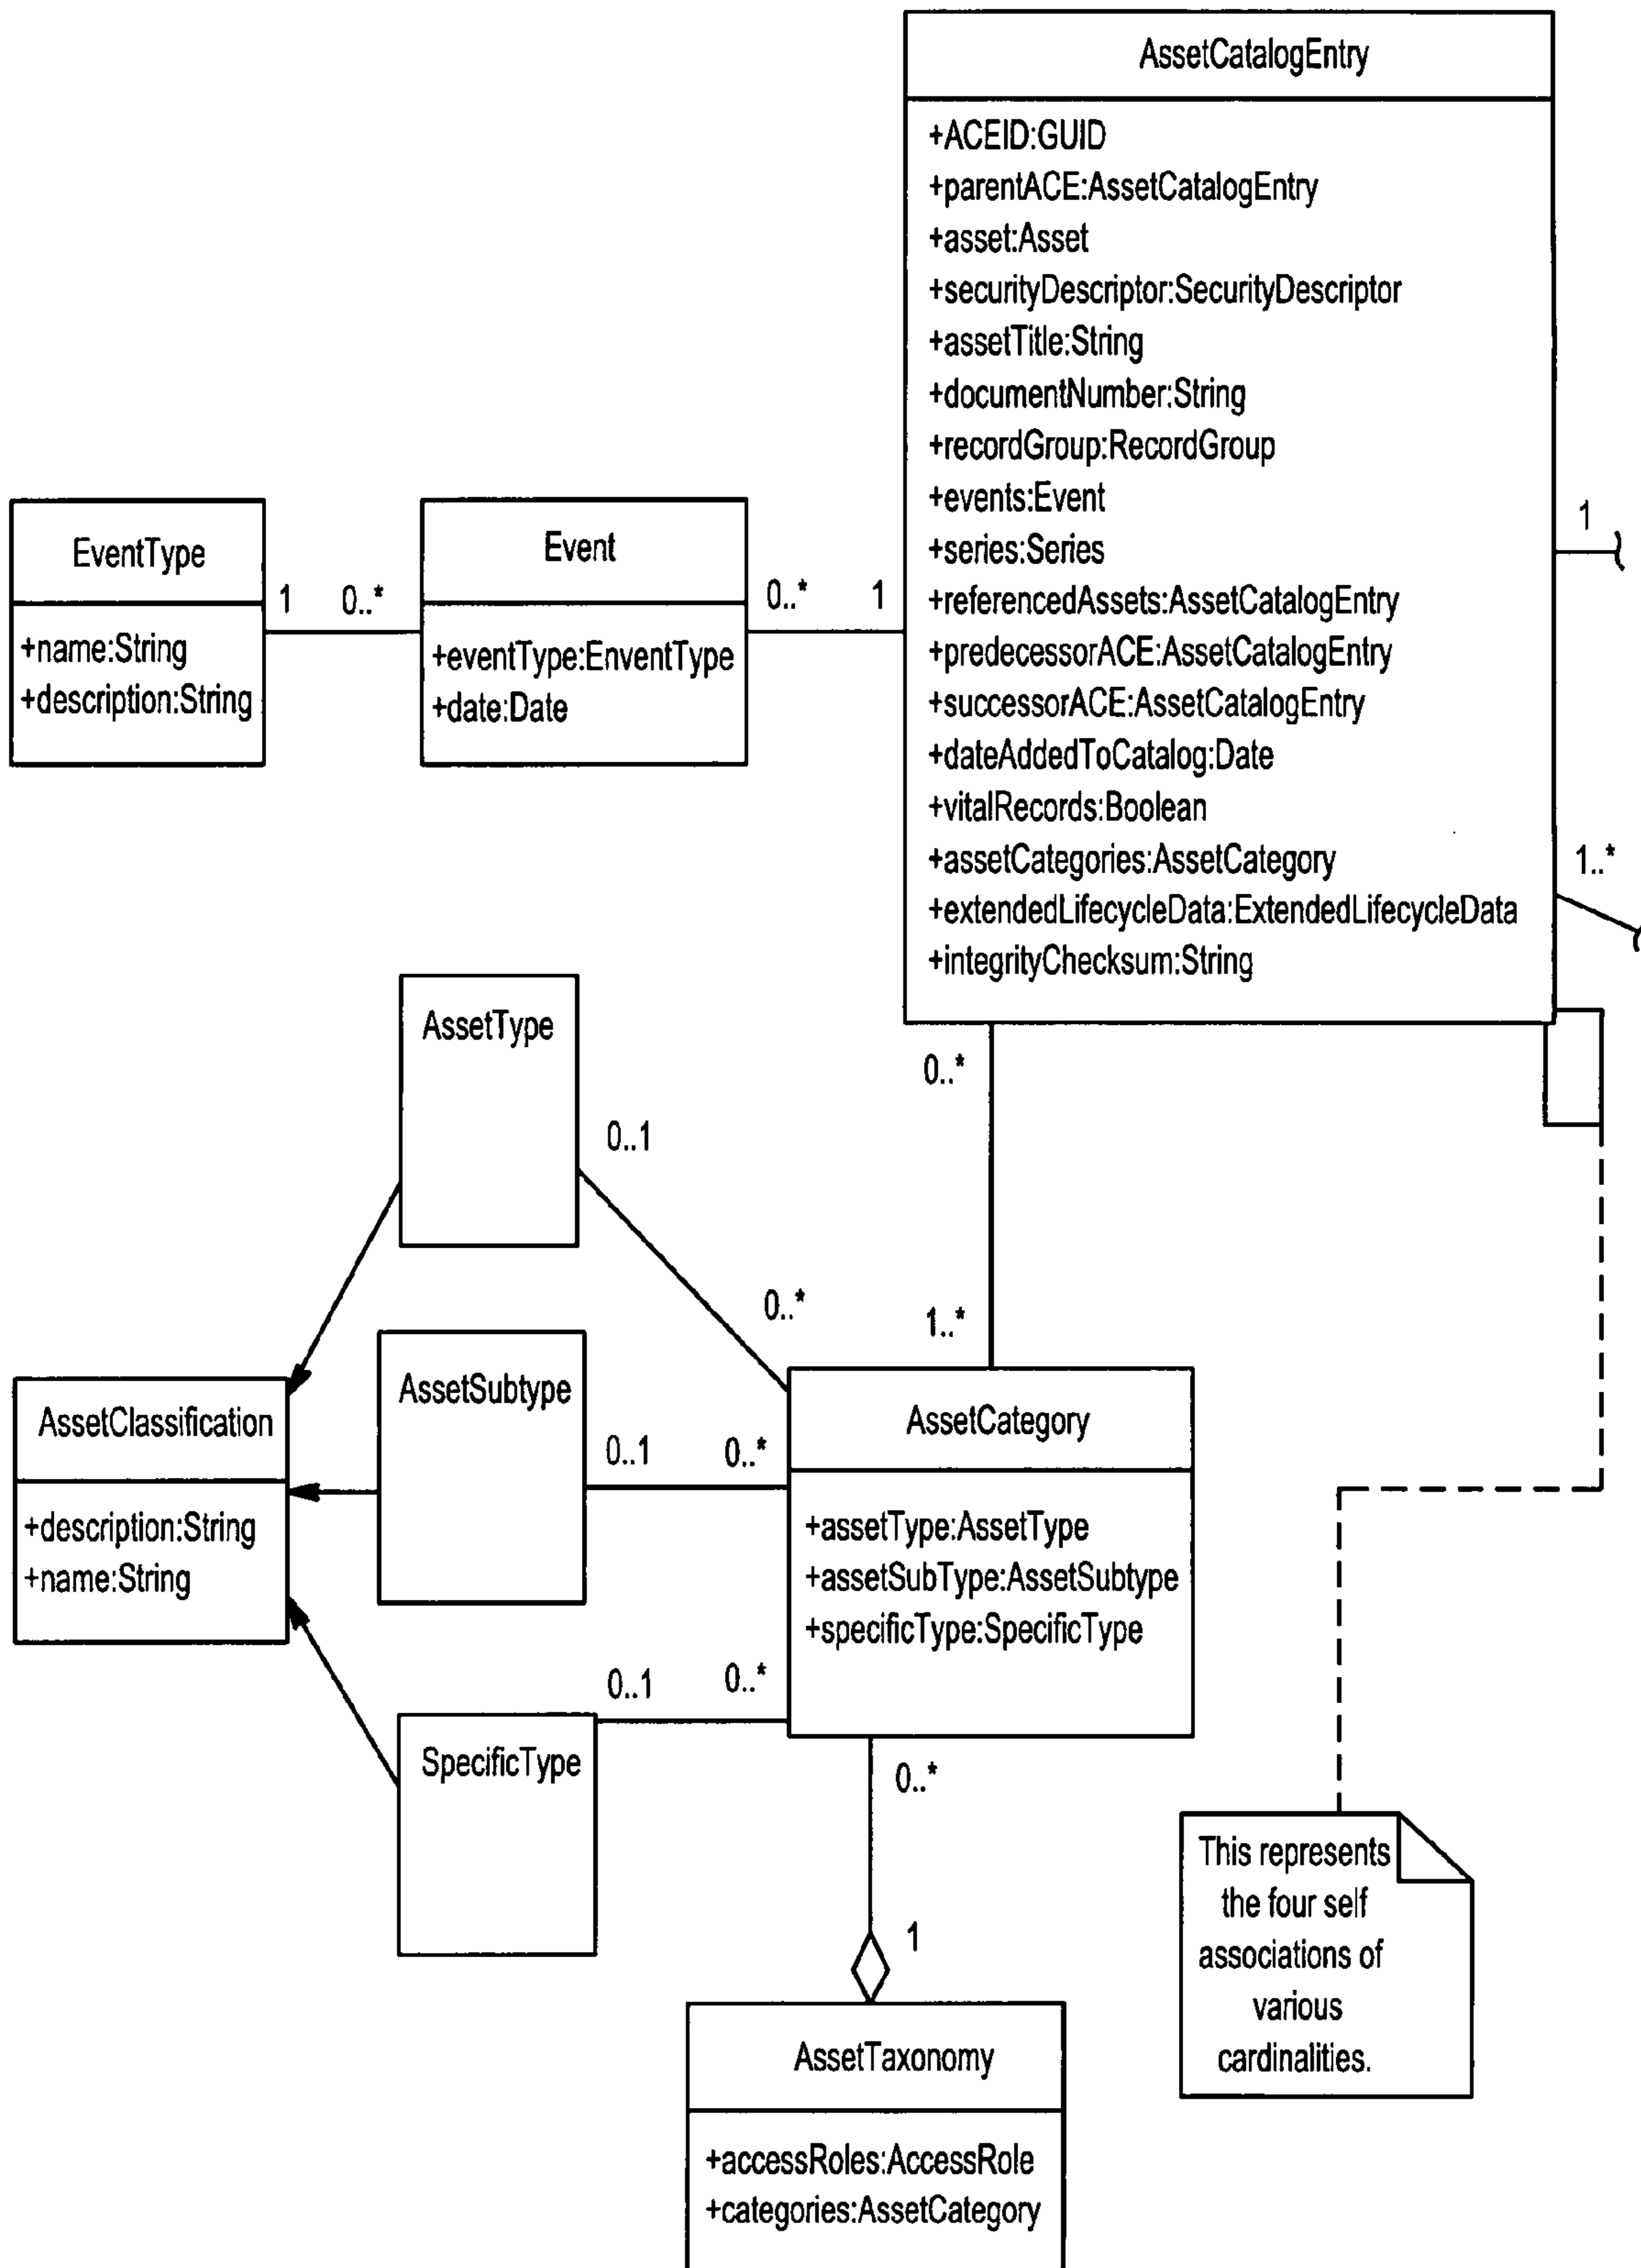 AssetCatalogEntry
+ACEID:GUID
+parentACE:AssetCatalogEntry
+asset:Asset
+securityDescriptor:SecurityDescriptor
+assetTitle:String
+documentNumber:String
+recordGroup:RecordGroup
+events:Event
+series:Series
+referencedAssets:AssetCatalogEntry
+predecessorACE:AssetCatalogEntry
+successorACE:AssetCatalogEntry
+dateAddedToCatalog:Date
+vitalRecords:Boolean
+assetCategories:AssetCategory
+extendedLifecycleData:ExtendedLifecycleData
+integrityChecksum:String
1
1..*
EventType
+name:String
+description:String
1
0..*
Event
+eventType:EnventType
+date:Date
0..*
1
0..*
1..*
AssetType
0..1
0..*
AssetSubtype
0..1
0..*
AssetClassification
+description:String
+name:String
AssetCategory
+assetType:AssetType
+assetSubType:AssetSubtype
+specificType:SpecificType
0..1
0..*
SpecificType
0..*
1
This represents
the four self
associations of
various
cardinalities.
AssetTaxonomy
+accessRoles:AccessRole
+categories:AssetCategory